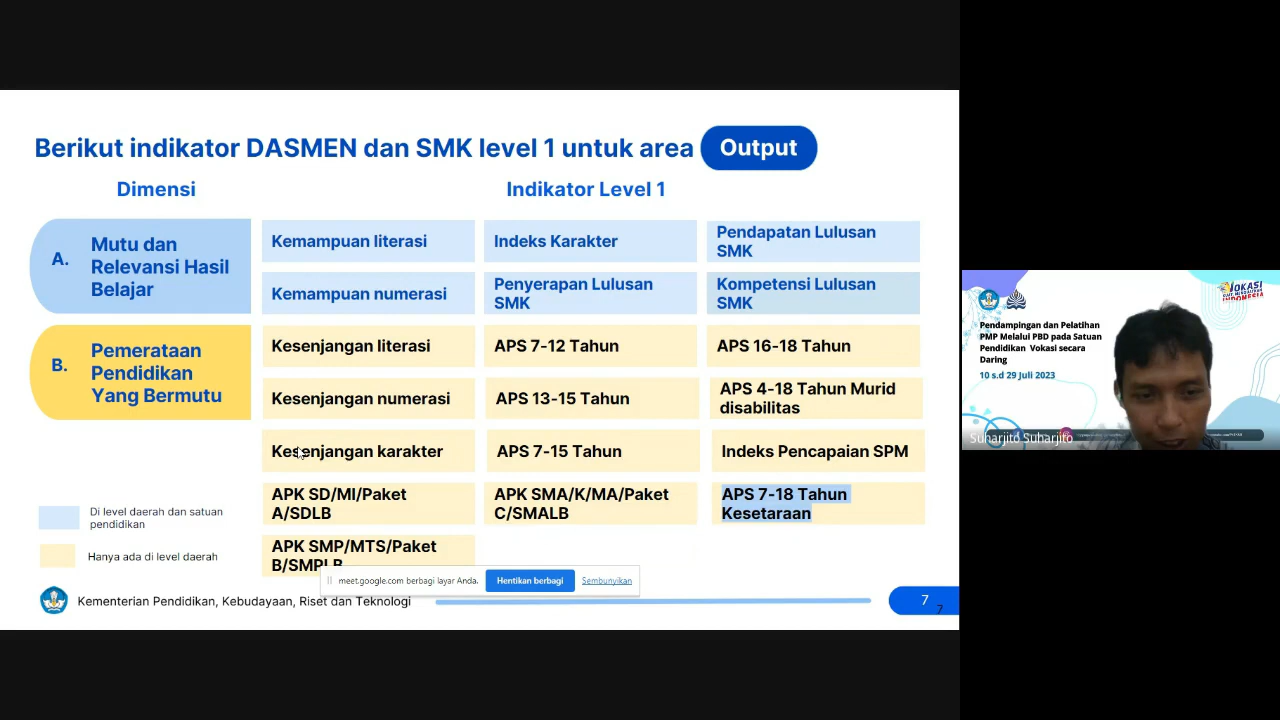 Berikut indikator DASMEN dan SMK level 1 untuk area Output
Dimensi
Indikator Level 1
A.
Mutu dan
Relevansi Hasil
Belajar
Kemampuan literasi
Indeks Karakter
Pendapatan Lulusan
SMK
Kemampuan numerasi
Penyerapan Lulusan
SMK
Kompetensi Lulusan
SMK
B.
Pemerataan
Pendidikan
Yang Bermutu
Kesenjangan literasi
APS 7-12 Tahun
APS 16-18 Tahun
Kesenjangan numerasi
APS 13-15 Tahun
APS 4-18 Tahun Murid
disabilitas
Kesenjangan karakter
APS 7-15 Tahun
Indeks Pencapaian SPM
APK SD/MI/Paket
A/SDLB
APK SMA/K/MA/Paket
C/SMALB
APS 7-18 Tahun
Kesetaraan
APK SMP/MTS/Paket
B/SMPLB
Di level daerah dan satuan
pendidikan
Hanya ada di level daerah
meet.google.com berbagi layar Anda.
Hentikan berbagi
Sembunyikan
Kementerian Pendidikan, Kebudayaan, Riset dan Teknologi
7
7
VOKASI
INDONESIA
Pendampingan dan Pelatihan
PMP Melalui PBD pada Satuan
Pendidikan Vokasi secara
Daring
10 s.d 29 Juli 2023
Suharjito Suharjito